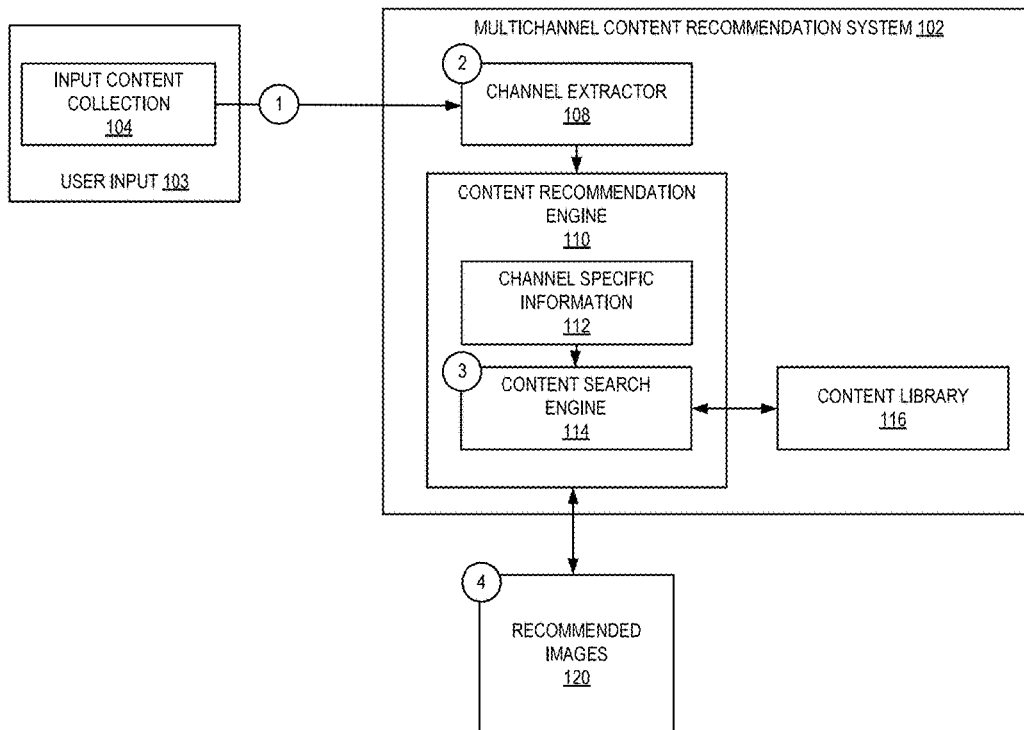 MULTICHANNEL CONTENT RECOMMENDATION SYSTEM 102
INPUT CONTENT
COLLECTION
104
USER INPUT 103
1
2
CHANNEL EXTRACTOR
108
CONTENT RECOMMENDATION
ENGINE
110
CHANNEL SPECIFIC
INFORMATION
112
3
CONTENT SEARCH
ENGINE
114
CONTENT LIBRARY
116
4
RECOMMENDED
IMAGES
120